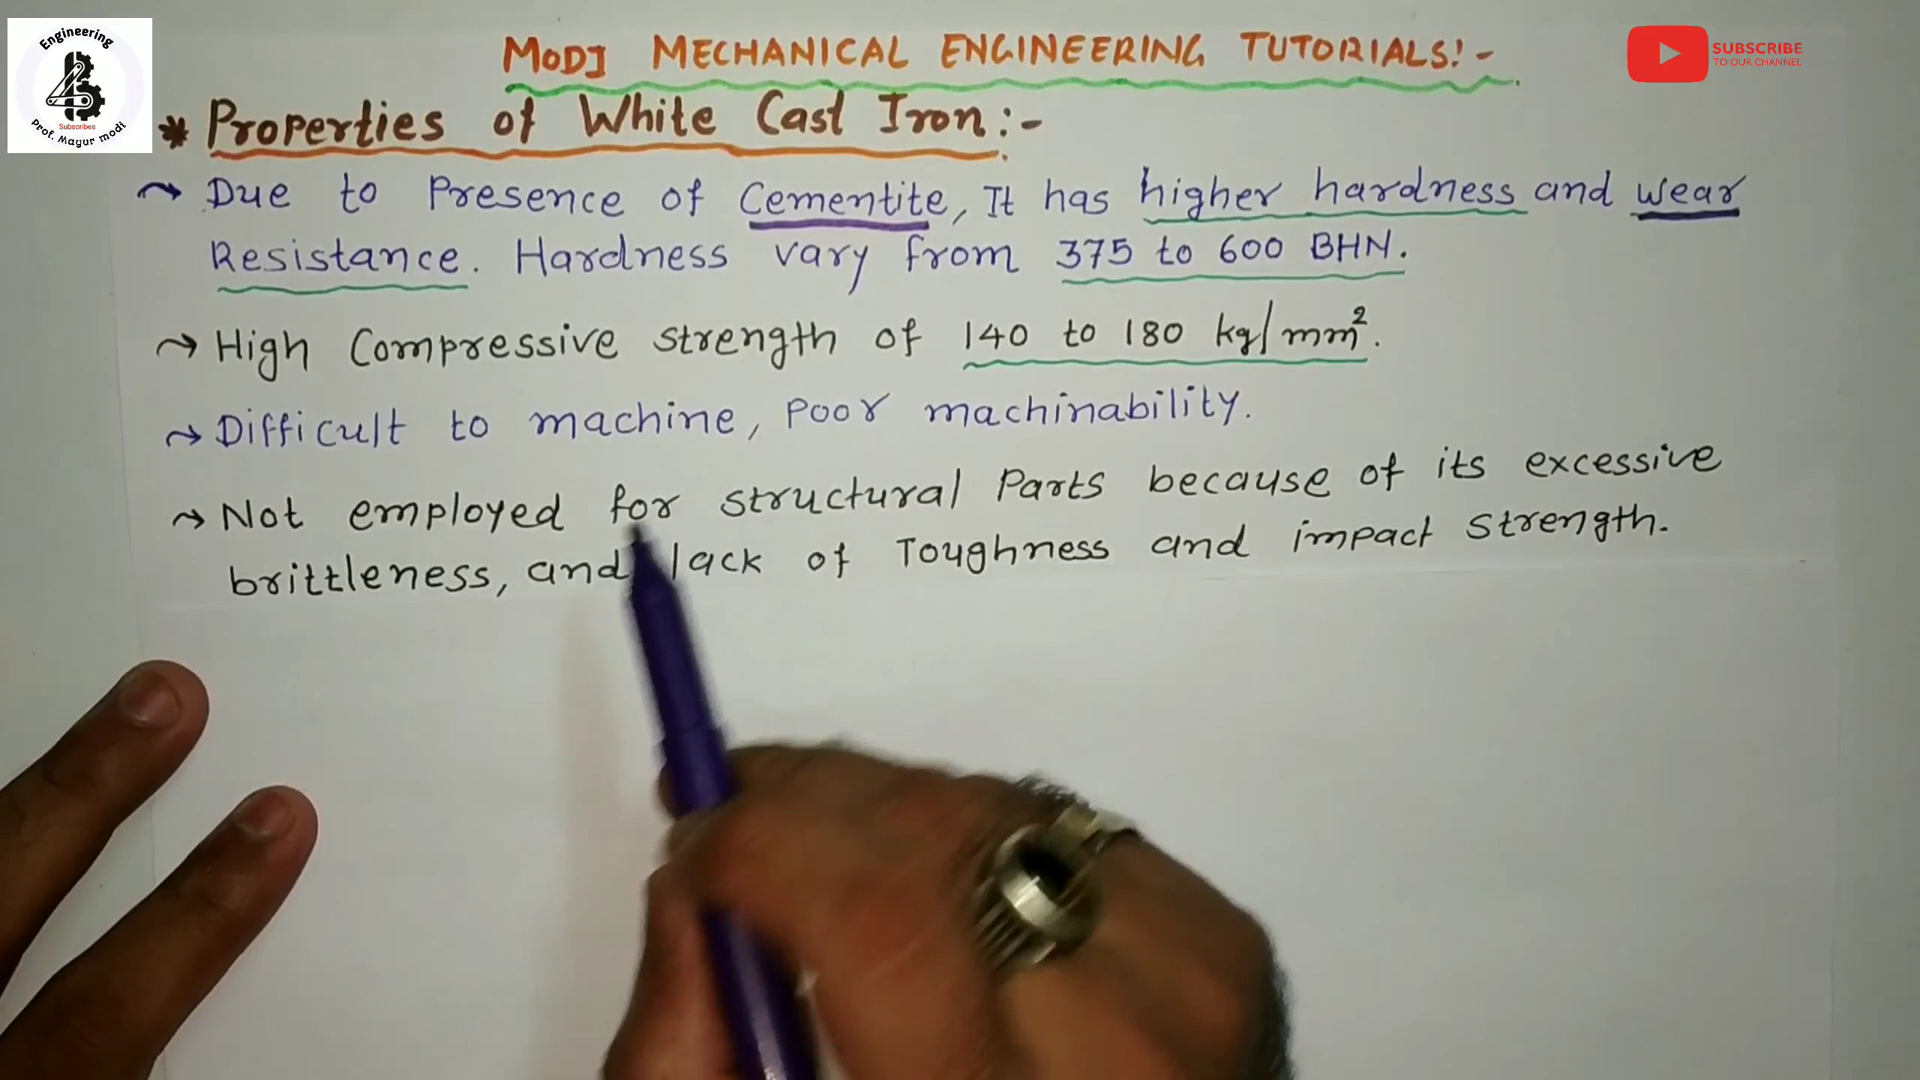 Engineering
Subscribes
Prof. Mayur modi
MODI MECHANICAL ENGINEERING TUTORIALS!-
SUBSCRIBE
TO OUR CHANNEL
* Properties of White Cast Iron:-
→ Due to Presence of Cementite, It has higher hardness and wear
Resistance. Hardness vary from 375 to 600 BHN.
→ High Compressive strength of 140 to 180 kg/mm².
→ Difficult to machine, Poor machinability.
→ Not employed for structural Parts because of its excessive
brittleness, and lack of Toughness and impact strength.